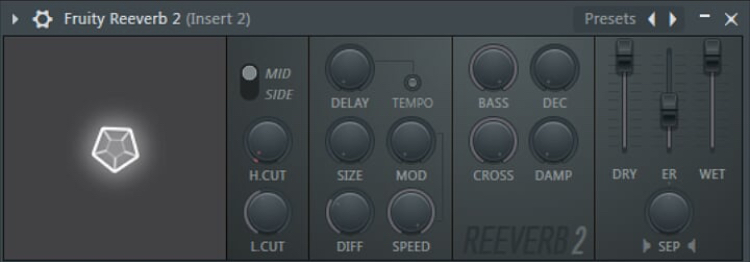 Fruity Reeverb 2 (Insert 2)
Presets
MID
SIDE
H.CUT
L.CUT
DELAY
TEMPO
SIZE
MOD
DIFF
SPEED
BASS
DEC
CROSS
DAMP
REEVERB 2
DRY
ER
WET
SEP